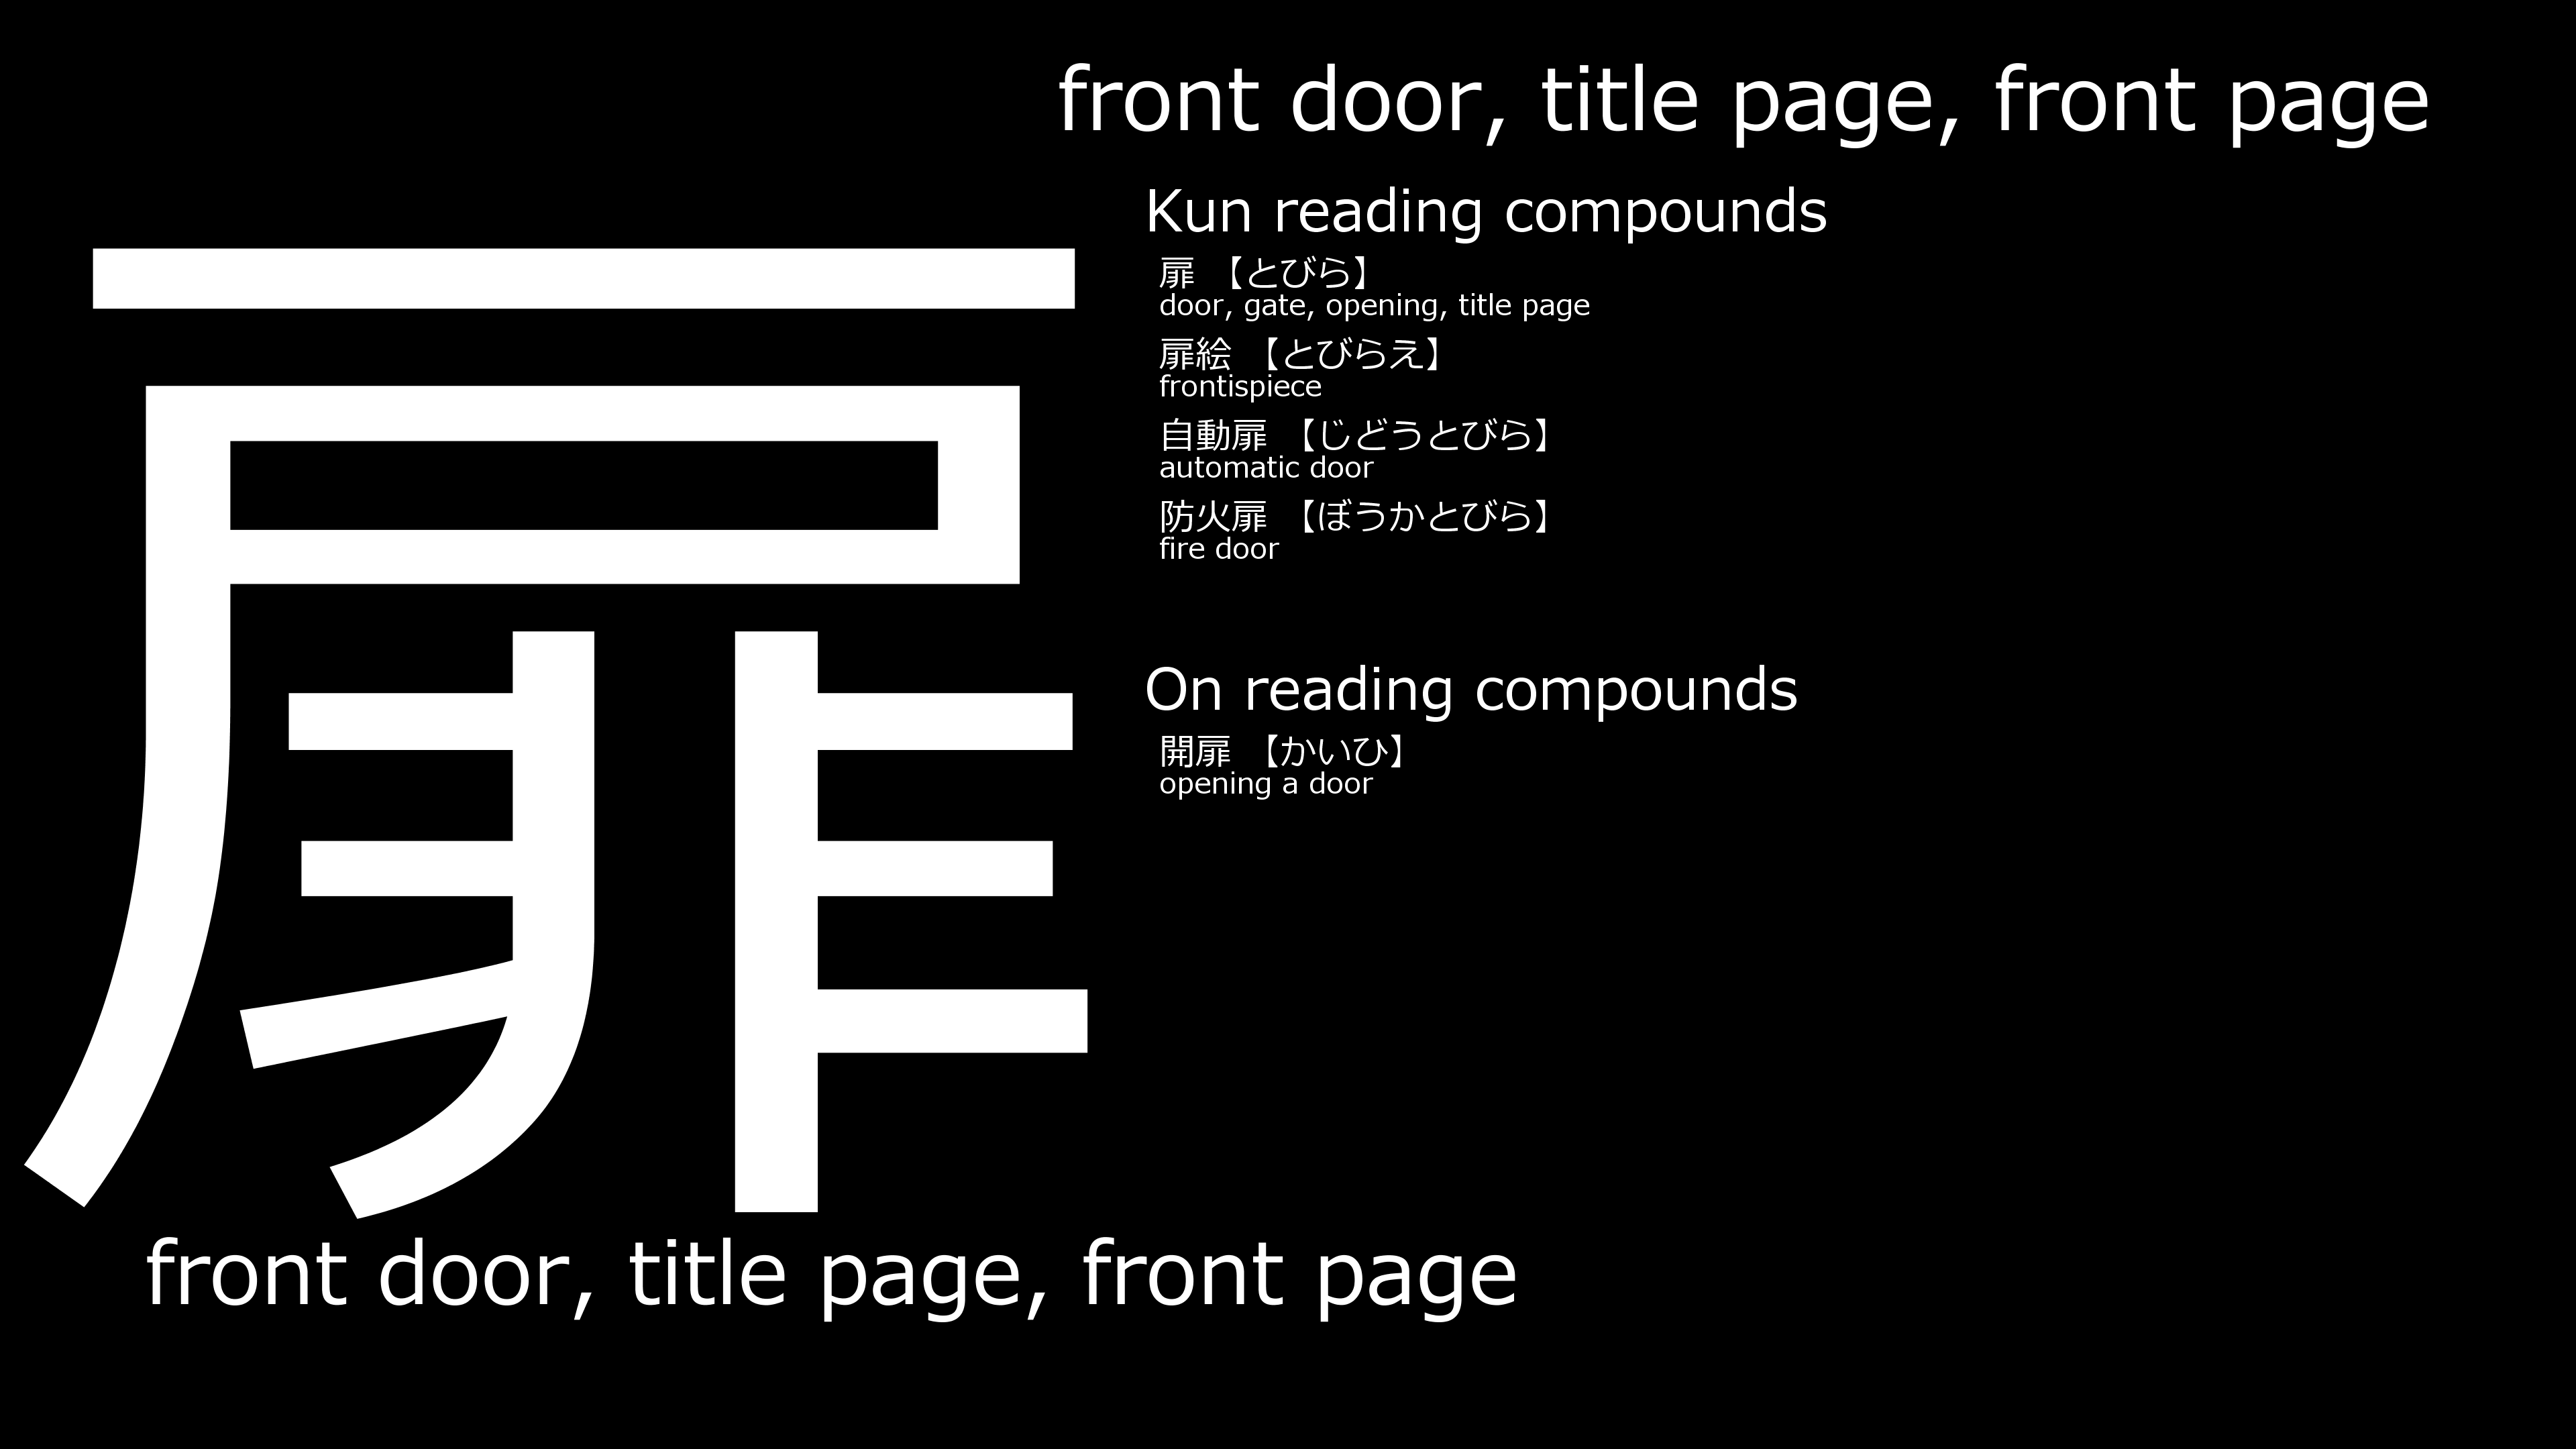 front door, title page, front page
扉
Kun reading compounds
扉 【とびら】
door, gate, opening, title page
扉絵 【とびらえ】
frontispiece
自動扉 【じどうとびら】
automatic door
防火扉 【ぼうかとびら】
fire door
On reading compounds
開扉 【かいひ】
opening a door
front door, title page, front page